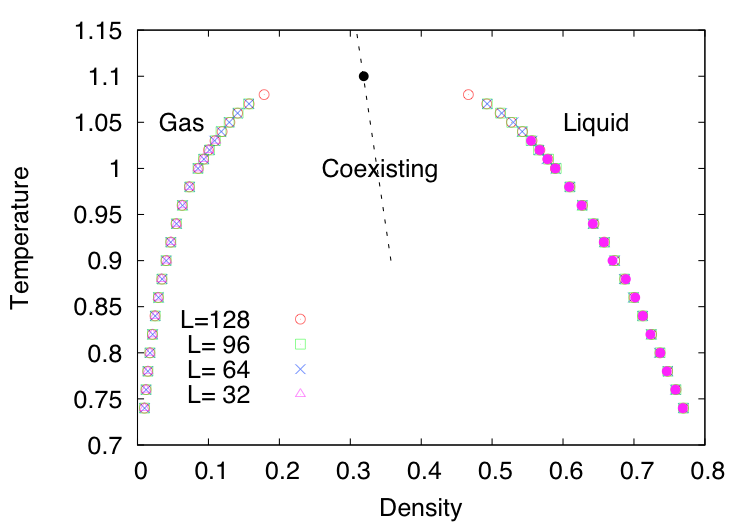 1.15
1.1
1.05
1
0.95
0.9
0.85
0.8
0.75
0.7
Temperature
Gas
Liquid
Coexisting
L=128
L= 96
L= 64
L= 32
0 0.1 0.2 0.3 0.4 0.5 0.6 0.7 0.8
Density